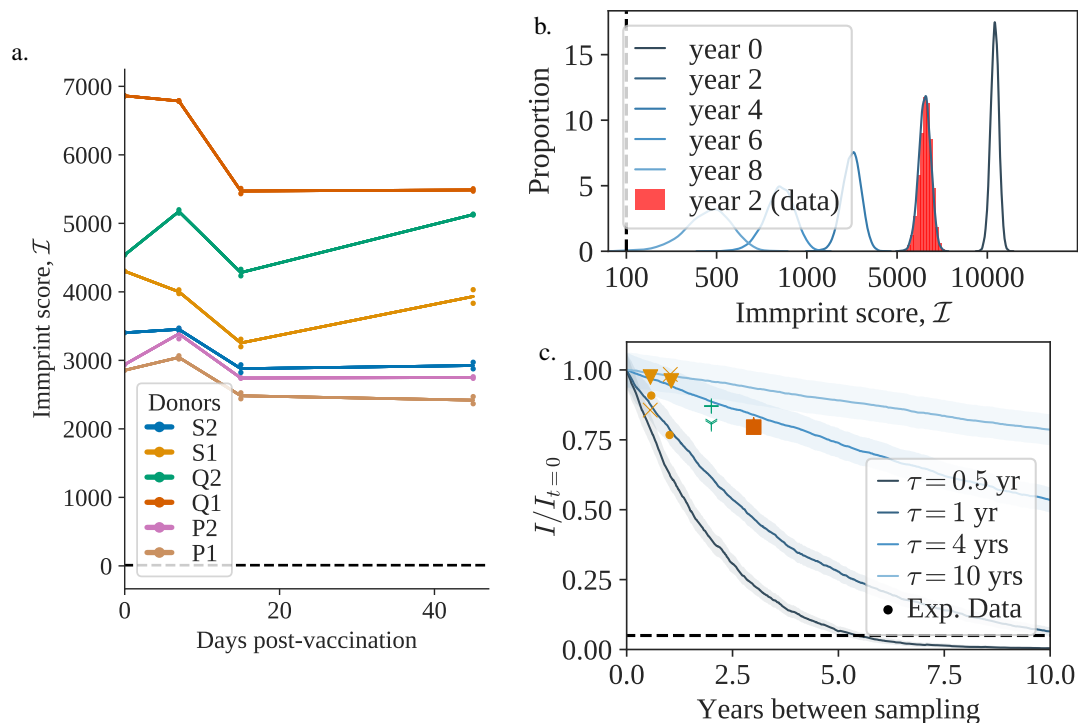 a.
7000
6000
5000
4000
3000
2000
1000
0
Immprint score, ℐ
Donors
S2
S1
Q2
Q1
P2
P1
0 20 40
Days post-vaccination
b.
15
10
5
0
Proportion
year 0
year 2
year 4
year 6
year 8
year 2 (data)
100 500 1000 5000 10000
Immprint score, ℐ
c.
1.00
0.75
0.50
0.25
0.00
I/I_{t=0}
τ = 0.5 yr
τ = 1 yr
τ = 4 yrs
τ = 10 yrs
Exp. Data
0.0 2.5 5.0 7.5 10.0
Years between sampling